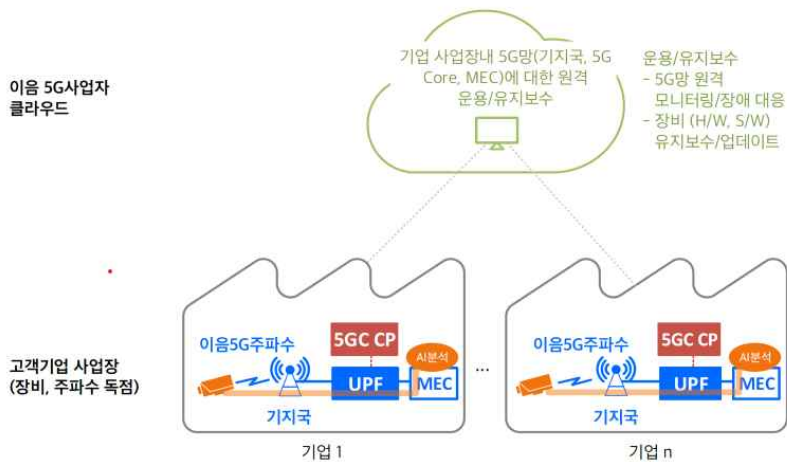 기업 사업장내 5G망(기지국, 5G
Core, MEC)에 대한 원격
운용/유지보수
운용/유지보수
- 5G망 원격
모니터링/장애 대응
- 장비 (H/W, S/W)
유지보수/업데이트
이음 5G사업자
클라우드
고객기업 사업장
(장비, 주파수 독점)
이음5G주파수
5GC CP
AI분석
UPF
MEC
기지국
기업 1
...
이음5G주파수
5GC CP
AI분석
UPF
MEC
기지국
기업 n